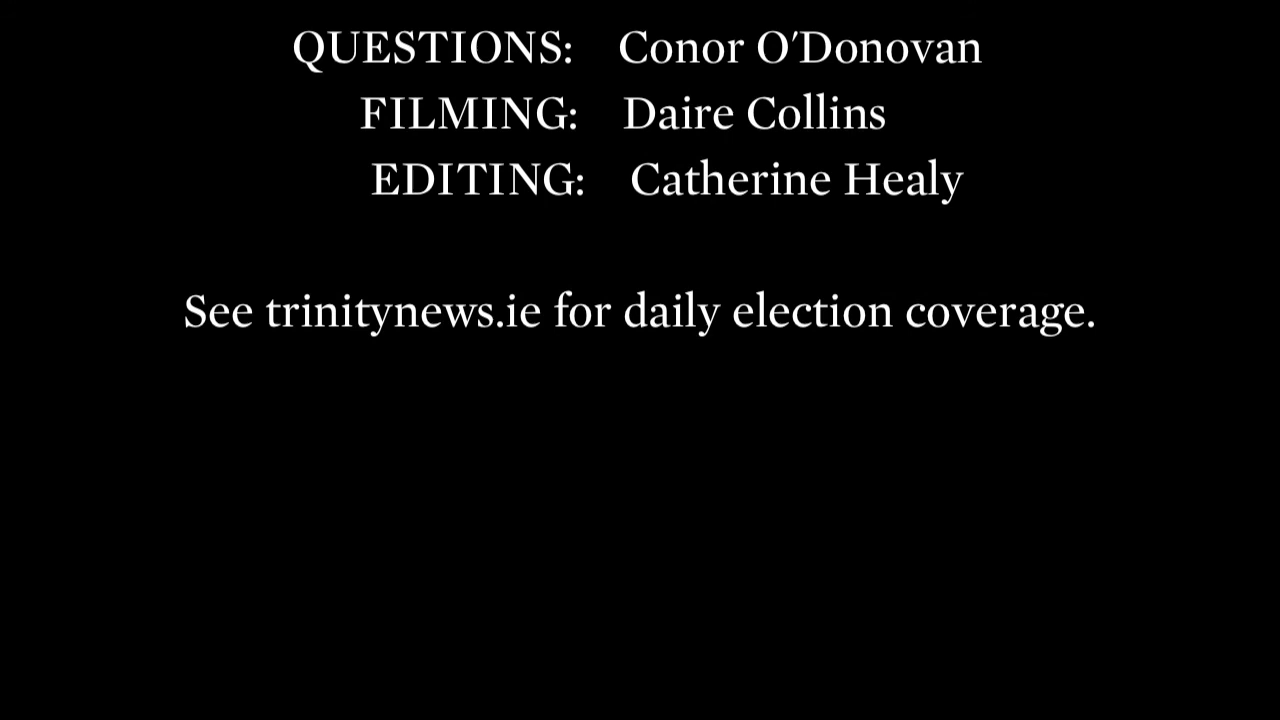 QUESTIONS: Conor O'Donovan
FILMING: Daire Collins
EDITING: Catherine Healy
See trinitynews.ie for daily election coverage.